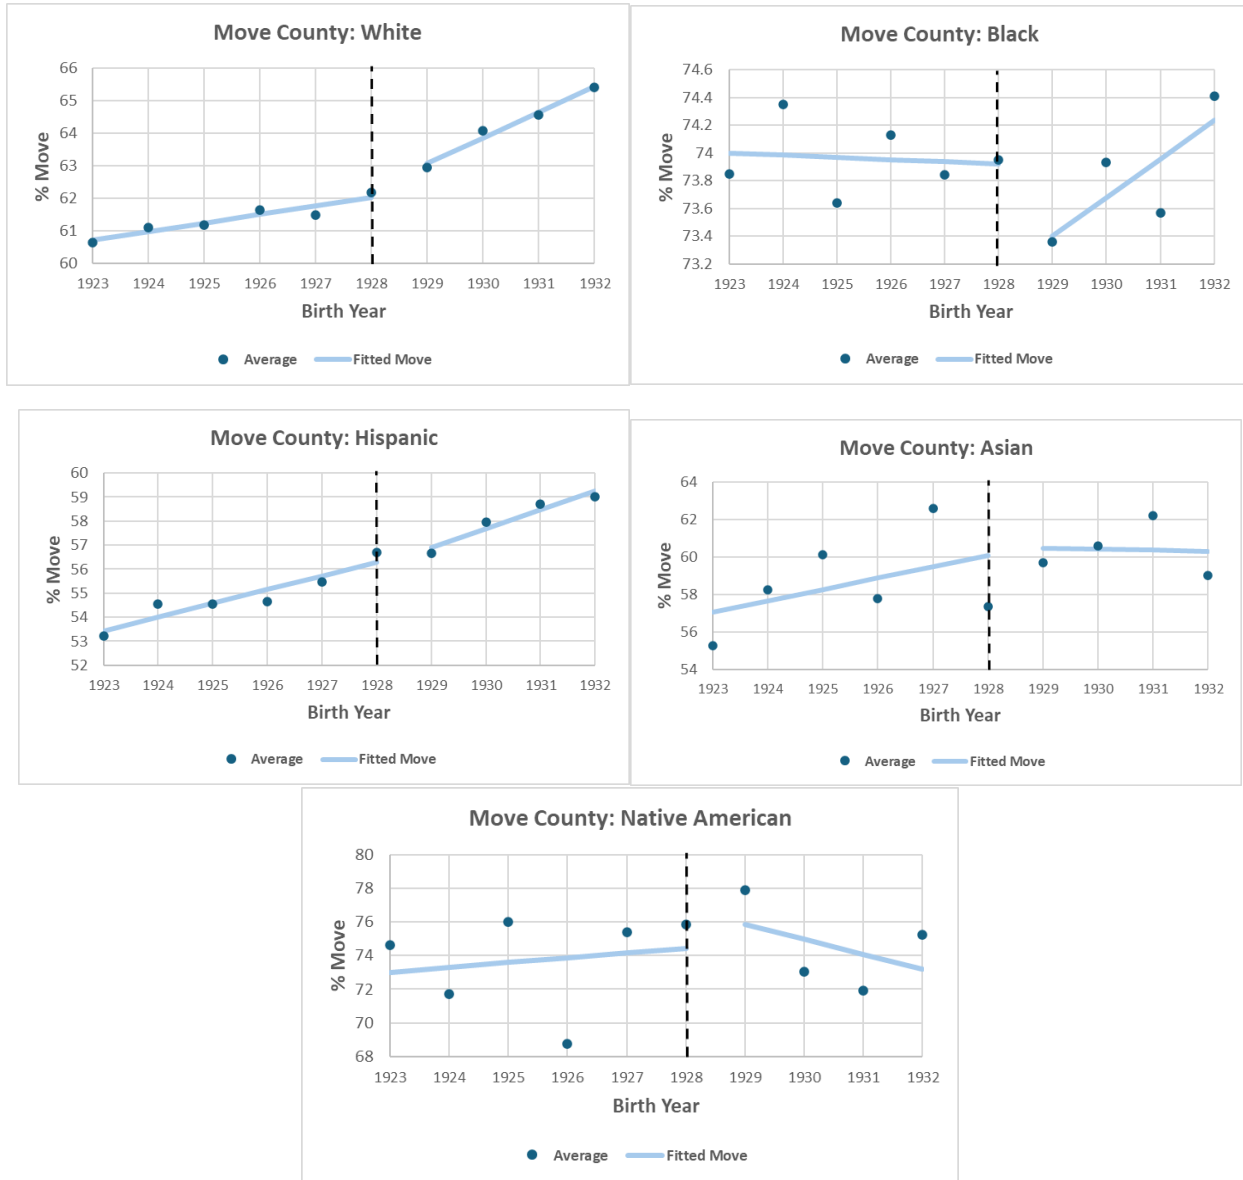 Move County: White
66
65
64
63
62
61
60
% Move
1923 1924 1925 1926 1927 1928 1929 1930 1931 1932
Birth Year
Average Fitted Move
Move County: Black
74.6
74.4
74.2
74
73.8
73.6
73.4
73.2
% Move
1923 1924 1925 1926 1927 1928 1929 1930 1931 1932
Birth Year
Average Fitted Move
Move County: Hispanic
60
59
58
57
56
55
54
53
52
% Move
1923 1924 1925 1926 1927 1928 1929 1930 1931 1932
Birth Year
Average Fitted Move
Move County: Asian
64
62
60
58
56
54
% Move
1923 1924 1925 1926 1927 1928 1929 1930 1931 1932
Birth Year
Average Fitted Move
Move County: Native American
80
78
76
74
72
70
68
% Move
1923 1924 1925 1926 1927 1928 1929 1930 1931 1932
Birth Year
Average Fitted Move